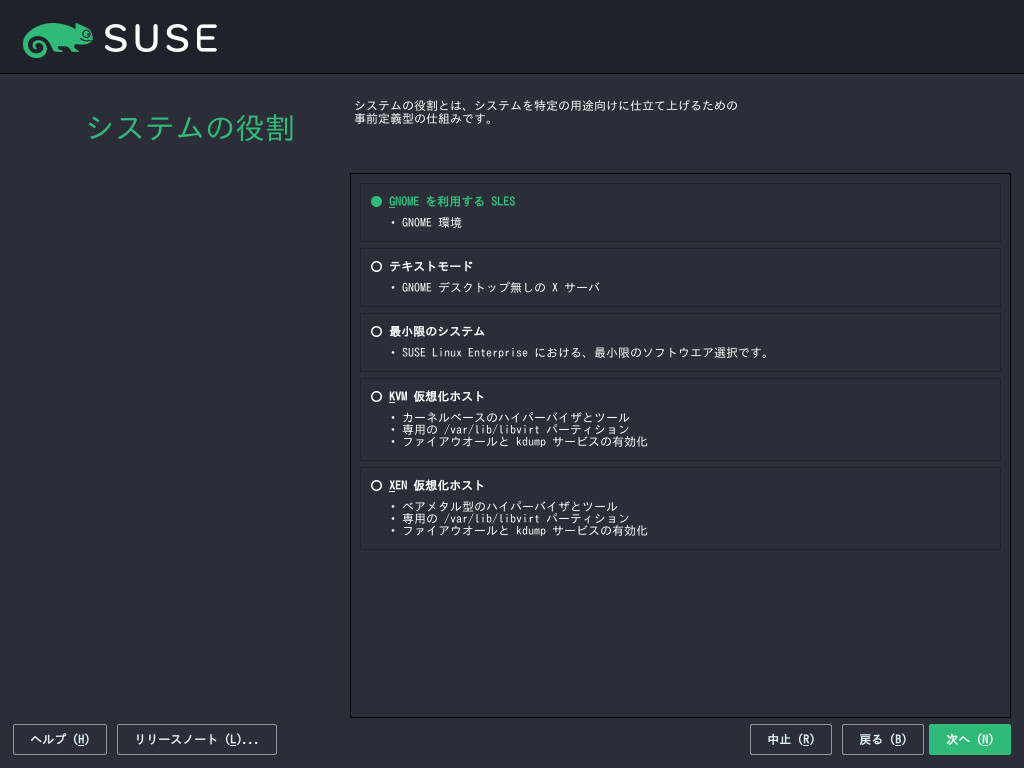 SUSE
システムの役割
システムの役割とは、システムを特定の用途向けに仕立て上げるための
事前定義型の仕組みです。
GNOME を利用する SLES
• GNOME 環境
テキストモード
• GNOME デスクトップ無しの X サーバ
最小限のシステム
• SUSE Linux Enterprise における、最小限のソフトウエア選択です。
KVM 仮想化ホスト
• カーネルベースのハイパーバイザとツール
• 専用の /var/lib/libvirt パーティション
• ファイアウオールと kdump サービスの有効化
XEN 仮想化ホスト
• ベアメタル型のハイパーバイザとツール
• 専用の /var/lib/libvirt パーティション
• ファイアウオールと kdump サービスの有効化
ヘルプ (H) リリースノート (L)... 中止 (R) 戻る (B) 次へ (N)